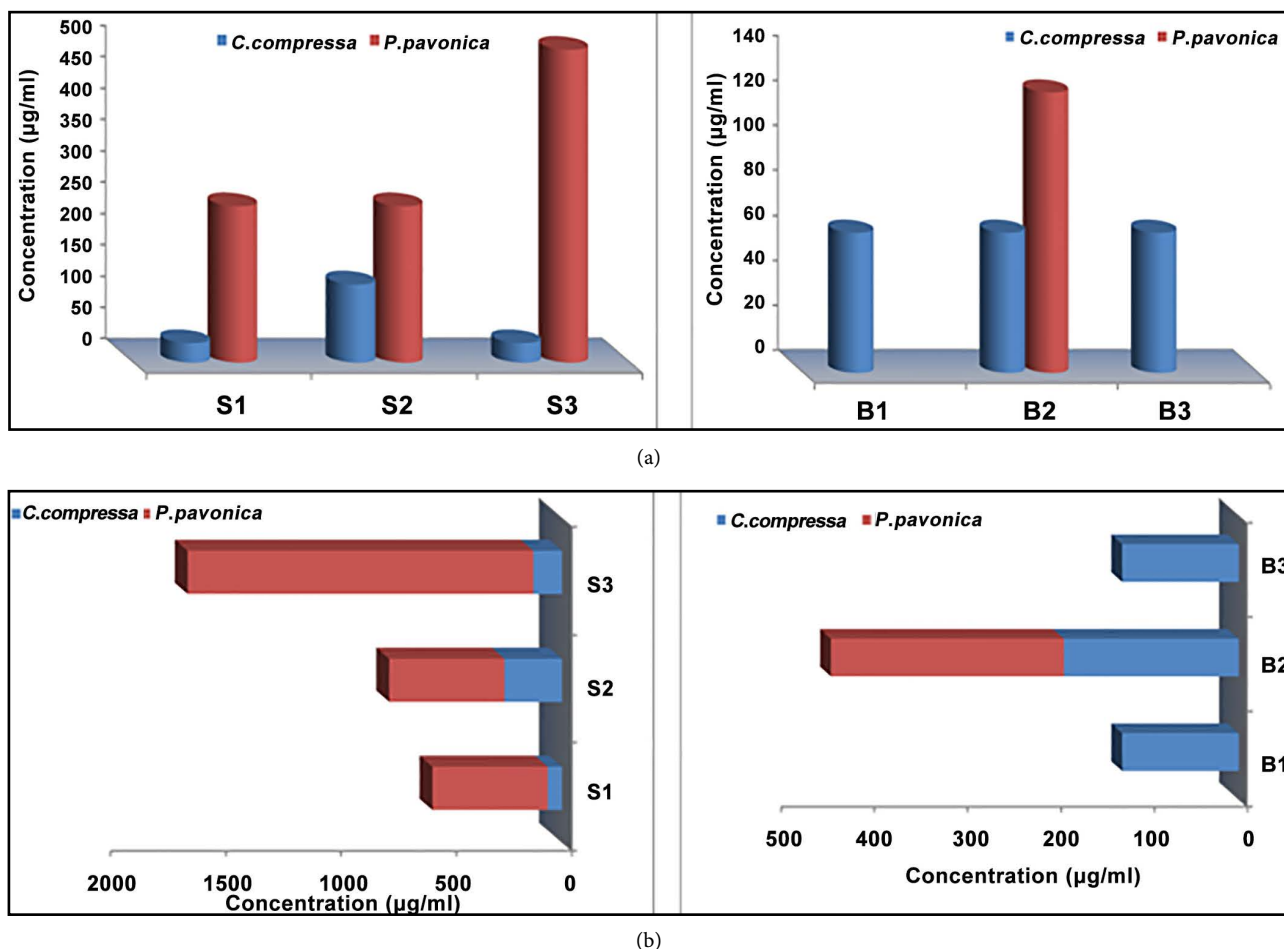 C.compressa P.pavonica
Concentration (µg/ml)
500
450
400
350
300
250
200
150
100
50
0
S1 S2 S3
C.compressa P.pavonica
Concentration (µg/ml)
140
120
100
80
60
40
20
0
B1 B2 B3
(a)
C.compressa P.pavonica
S3
S2
S1
2000 1500 1000 500 0
Concentration (µg/ml)
C.compressa P.pavonica
B3
B2
B1
500 400 300 200 100 0
Concentration (µg/ml)
(b)